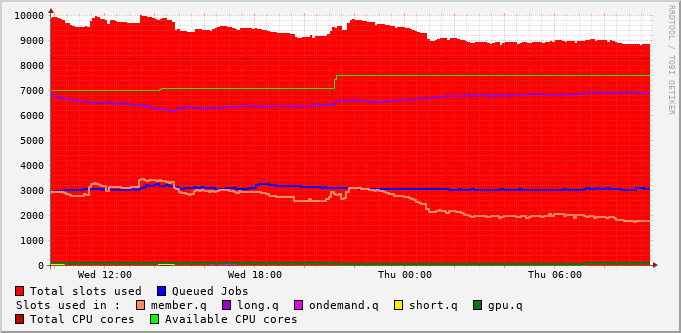 10000
9000
8000
7000
6000
5000
4000
3000
2000
1000
0
Wed 12:00 Wed 18:00 Thu 00:00 Thu 06:00
RRDTOOL / TOBI OETIKER
Total slots used Queued Jobs
Slots used in : member.q long.q ondemand.q short.q gpu.q
Total CPU cores Available CPU cores